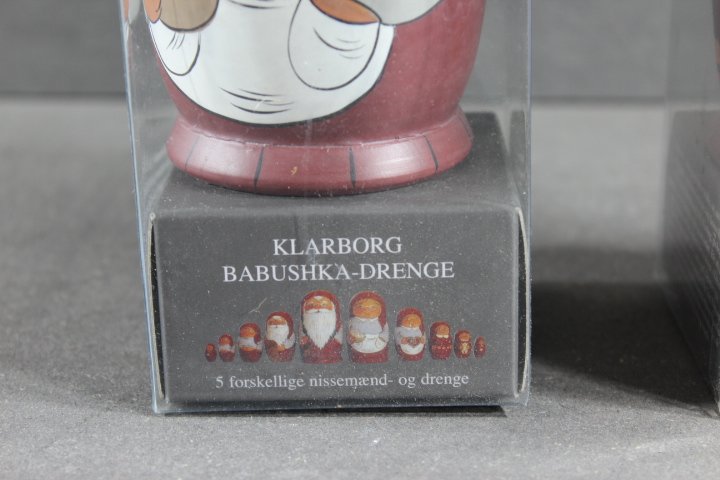 KLARBORG
BABUSHKA-DRENGE
5 forskellige nissemænd- og drenge